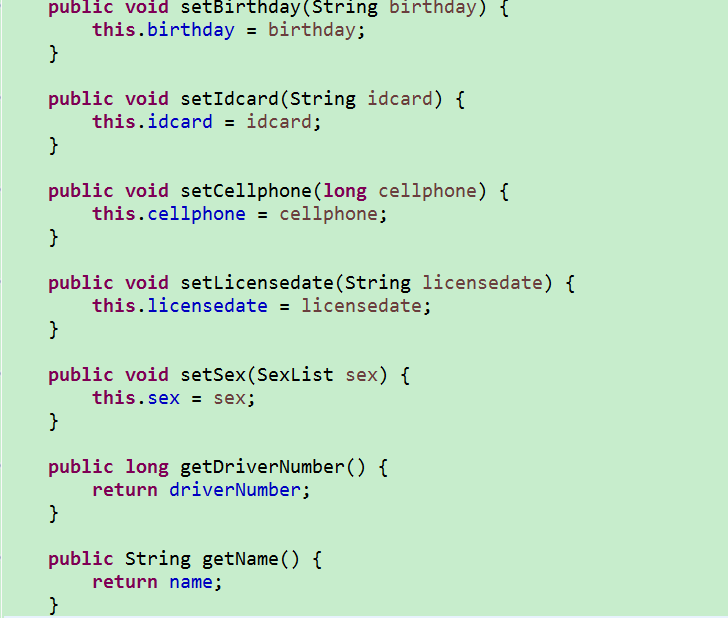 public void setBirthday(String birthday) {
this.birthday = birthday;
}
public void setIdcard(String idcard) {
this.idcard = idcard;
}
public void setCellphone(long cellphone) {
this.cellphone = cellphone;
}
public void setLicensedate(String licensedate) {
this.licensedate = licensedate;
}
public void setSex(SexList sex) {
this.sex = sex;
}
public long getDriverNumber() {
return driverNumber;
}
public String getName() {
return name;
}